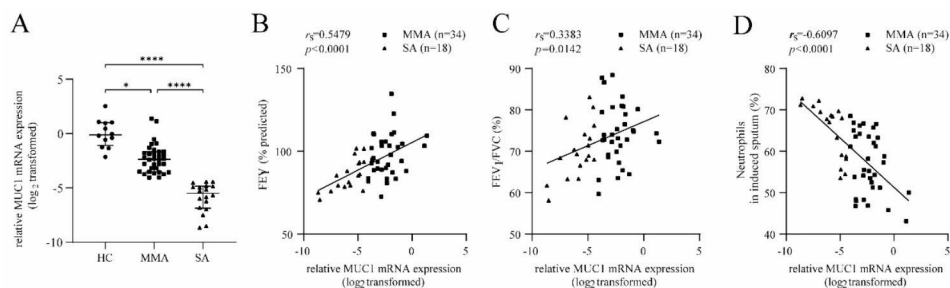 A
****
*
****
relative MUC1 mRNA expression
(log2 transformed)
5
0
-5
-10
HC
MMA
SA
B
rs=0.5479
p<0.0001
MMA (n=34)
SA (n=18)
FEV1 (% predicted)
150
100
50
-10
-5
0
5
relative MUC1 mRNA expression
(log2 transformed)
C
rs=0.3383
p=0.0142
MMA (n=34)
SA (n=18)
FEV1/FVC (%)
90
80
70
60
50
-10
-5
0
5
relative MUC1 mRNA expression
(log2 transformed)
D
rs=-0.6097
p<0.0001
MMA (n=34)
SA (n=18)
Neutrophils
in induced sputum (%)
80
60
40
-10
-5
0
5
relative MUC1 mRNA expression
(log2 transformed)